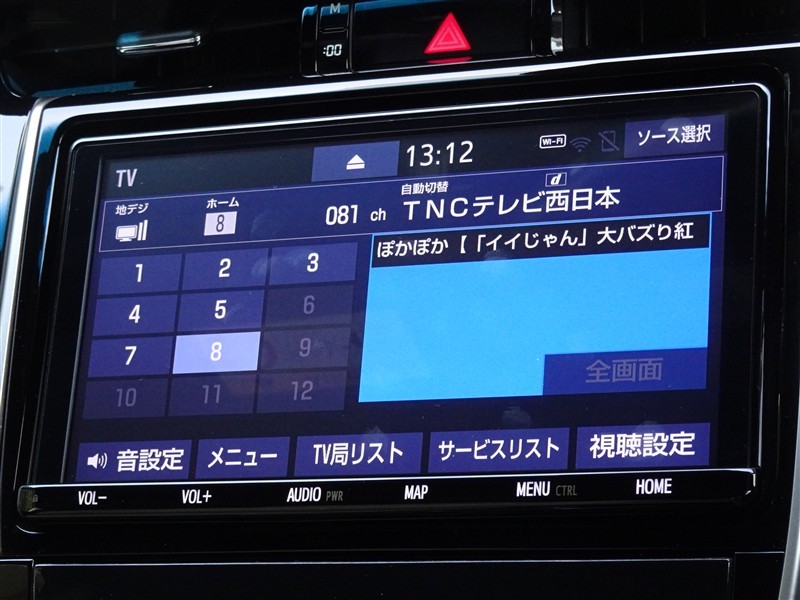 M
:00
TV
13:12
Wi-Fi
ソース選択
地デジ
ホーム
8
081 ch
自動切替
d
TNCテレビ西日本
ぽかぽか【「イイじゃん」大バズり紅
1 2 3
4 5 6
7 8 9
10 11 12
全画面
音設定
メニュー
TV局リスト
サービスリスト
視聴設定
VOL-
VOL+
AUDIO PWR
MAP
MENU CTRL
HOME